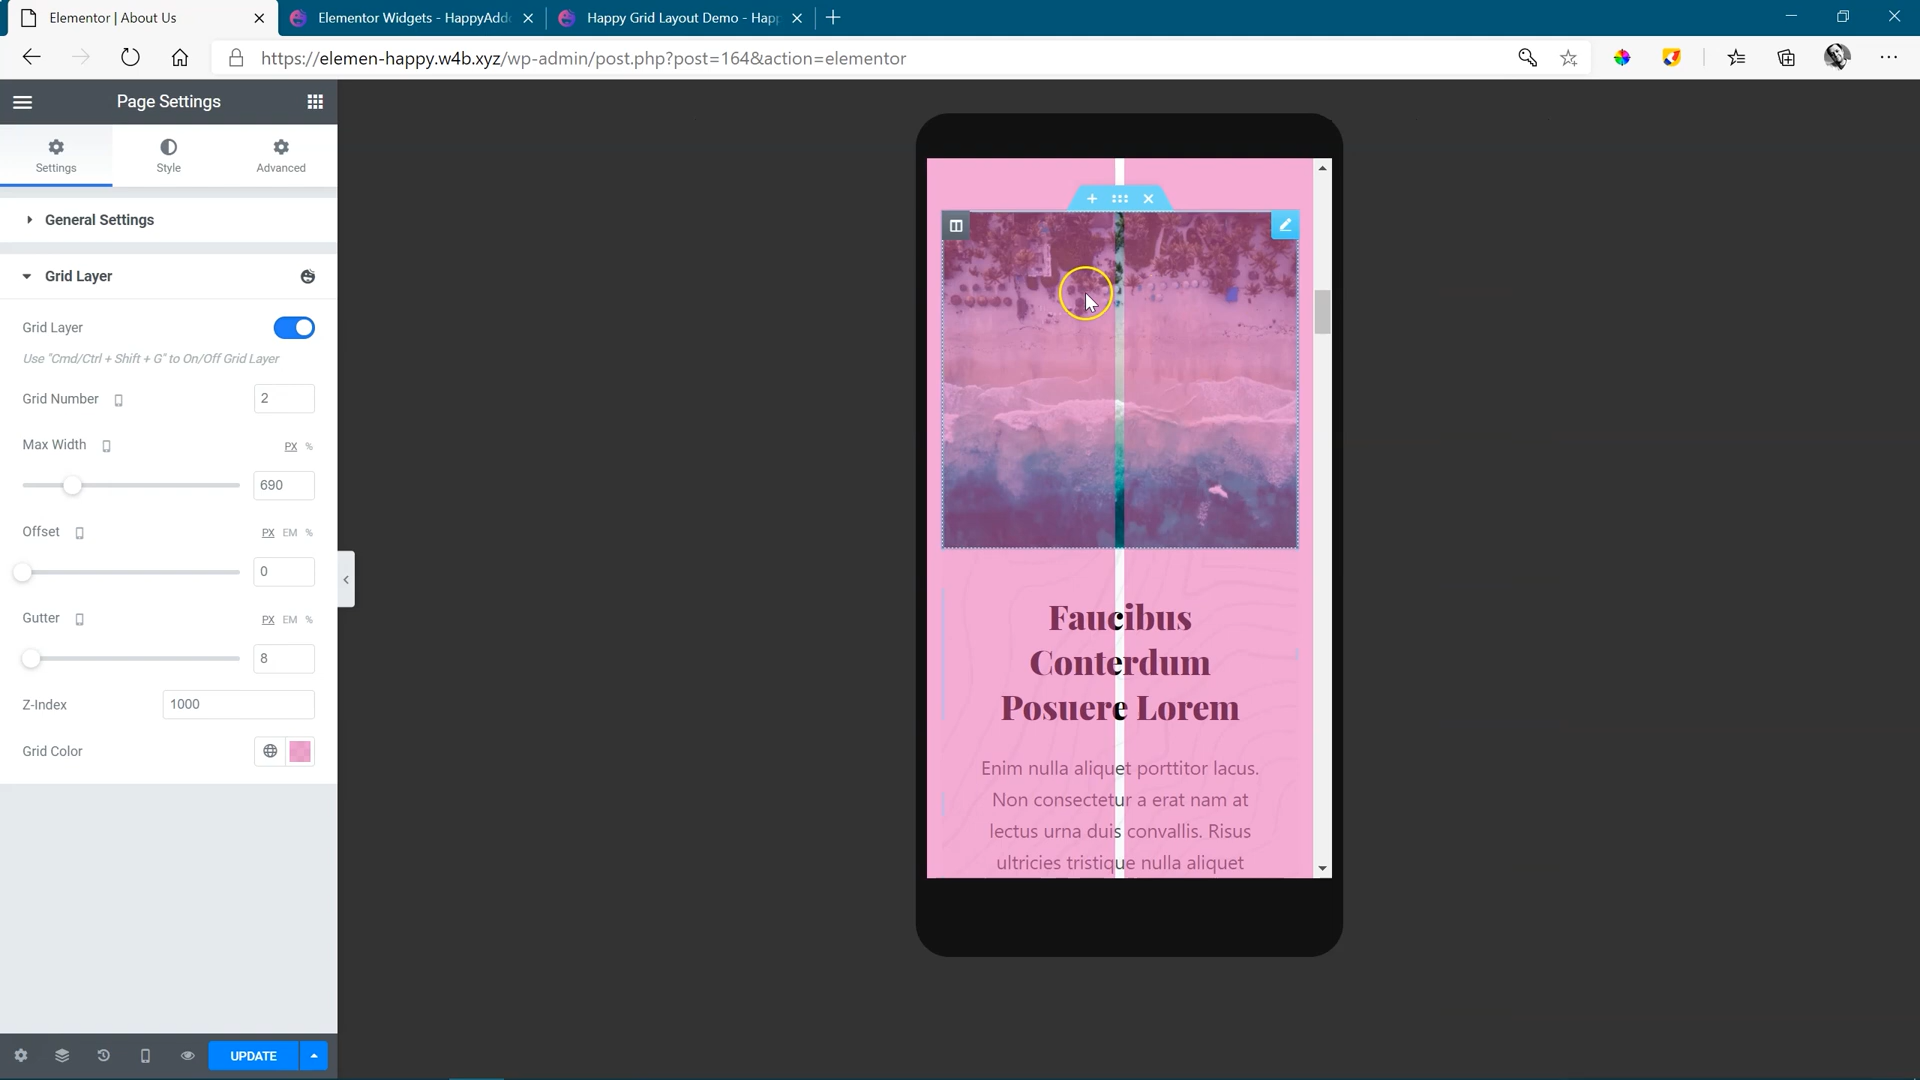 Elementor | About Us
Elementor Widgets - HappyAddo
Happy Grid Layout Demo - Hap
https://elemen-happy.w4b.xyz/wp-admin/post.php?post=164&action=elementor
Page Settings
Settings
Style
Advanced
General Settings
Grid Layer
Grid Layer
Use "Cmd/Ctrl + Shift + G" to On/Off Grid Layer
Grid Number
2
Max Width
PX %
690
Offset
PX EM %
0
Gutter
PX EM %
8
Z-Index
1000
Grid Color
UPDATE
Faucibus
Conterdum
Posuere Lorem
Enim nulla aliquet porttitor lacus.
Non consectetur a erat nam at
lectus urna duis convallis. Risus
ultricies tristique nulla aliquet